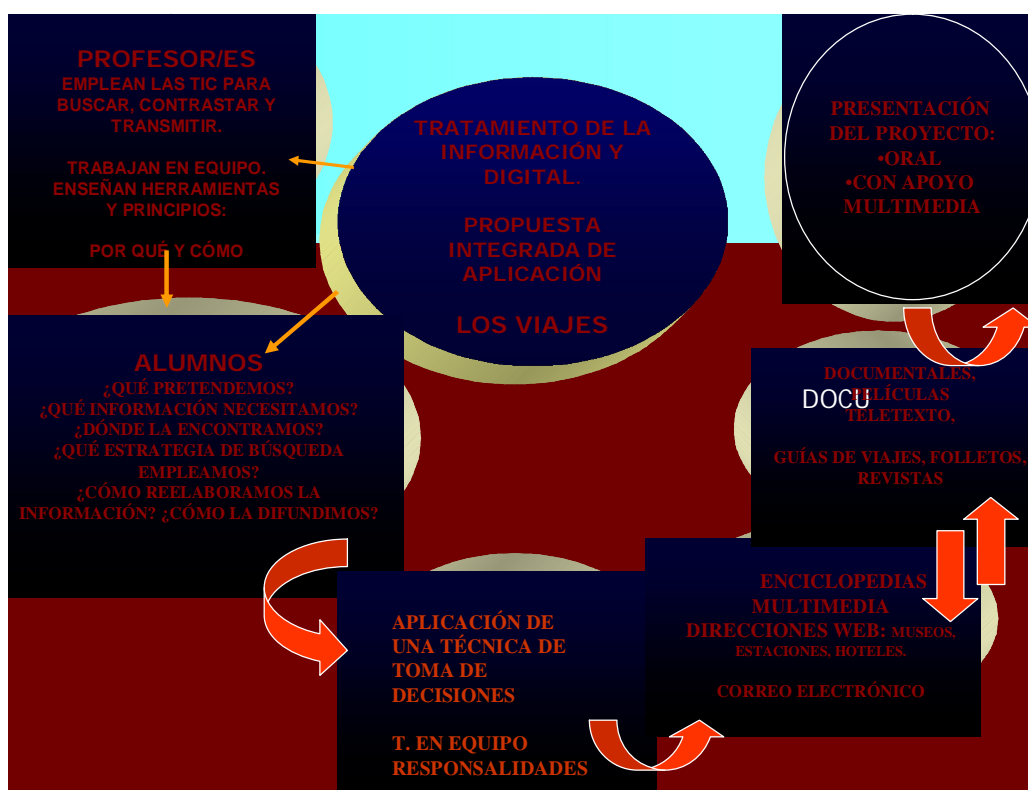 PROFESOR/ES
EMPLEAN LAS TIC PARA
BUSCAR, CONTRASTAR Y
TRANSMITIR.
TRABAJAN EN EQUIPO.
ENSEÑAN HERRAMIENTAS
Y PRINCIPIOS:
POR QUÉ Y CÓMO
TRATAMIENTO DE LA
INFORMACIÓN Y
DIGITAL.
PROPUESTA
INTEGRADA DE
APLICACIÓN
LOS VIAJES
ALUMNOS
¿QUÉ PRETENDEMOS?
¿QUÉ INFORMACIÓN NECESITAMOS?
¿DÓNDE LA ENCONTRAMOS?
¿QUÉ ESTRATEGIA DE BÚSQUEDA
EMPLEAMOS?
¿CÓMO REELABORAMOS LA
INFORMACIÓN? ¿CÓMO LA DIFUNDIMOS?
APLICACIÓN DE
UNA TÉCNICA DE
TOMA DE
DECISIONES
T. EN EQUIPO
RESPONSALIDADES
ENCICLOPEDIAS
MULTIMEDIA
DIRECCIONES WEB: MUSEOS,
ESTACIONES, HOTELES.
CORREO ELECTRÓNICO
DOCUMENTALES,
PELÍCULAS
DOCU
TELETEXTO,
GUÍAS DE VIAJES, FOLLETOS,
REVISTAS
PRESENTACIÓN
DEL PROYECTO:
•ORAL
•CON APOYO
MULTIMEDIA